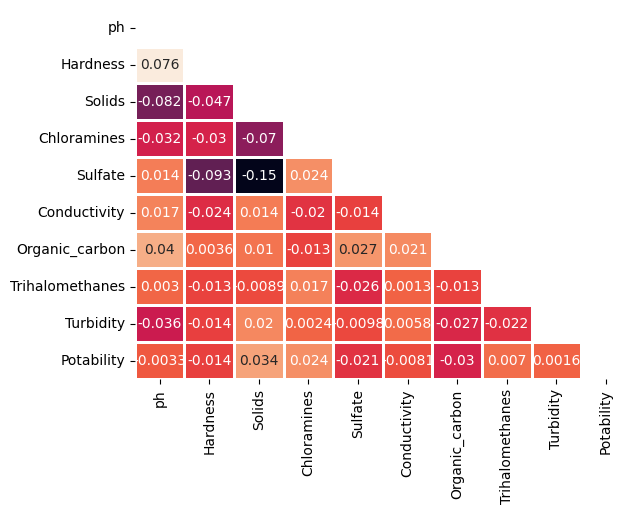 ph
Hardness 0.076
Solids -0.082 -0.047
Chloramines -0.032 -0.03 -0.07
Sulfate 0.014 -0.093 -0.15 0.024
Conductivity 0.017 -0.024 0.014 -0.02 -0.014
Organic_carbon 0.04 0.0036 0.01 -0.013 0.027 0.021
Trihalomethanes 0.003 -0.013 -0.0089 0.017 -0.026 0.0013 -0.013
Turbidity -0.036 -0.014 0.02 0.0024 -0.0098 0.0058 -0.027 -0.022
Potability -0.0033 -0.014 0.034 0.024 -0.021 -0.0081 -0.03 0.007 0.0016
ph Hardness Solids Chloramines Sulfate Conductivity Organic_carbon Trihalomethanes Turbidity Potability